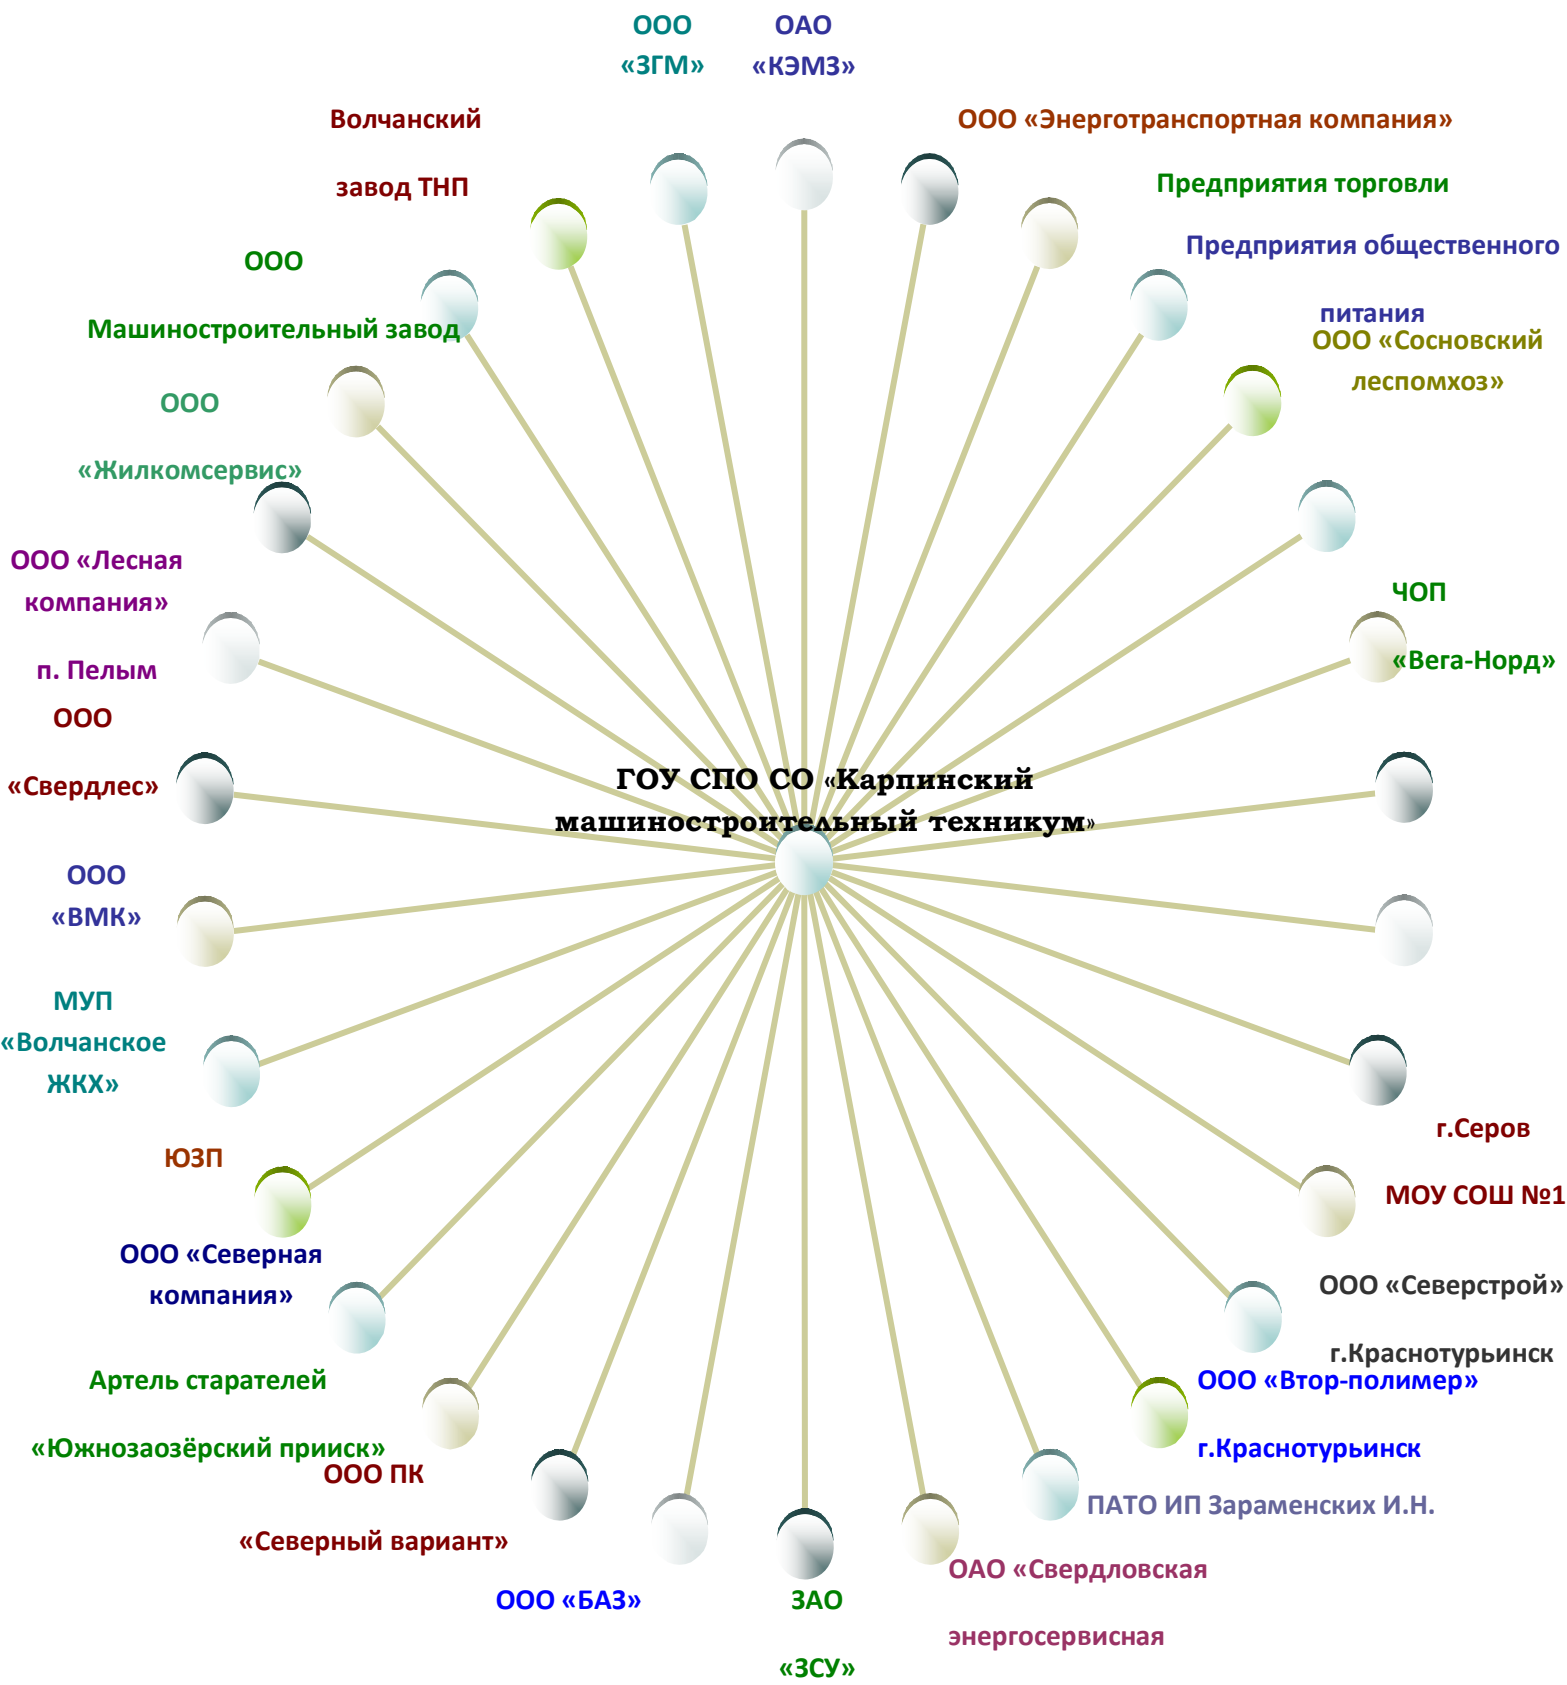 ООО
«ЗГМ»
ОАО
«КЭМЗ»
ООО «Энерготранспортная компания»
Предприятия торговли
Предприятия общественного
питания
ООО «Сосновский
леспомхоз»
ЧОП
«Вега-Норд»
г.Серов
МОУ СОШ №1
ООО «Северстрой»
г.Краснотурьинск
ООО «Втор-полимер»
г.Краснотурьинск
ПАТО ИП Зараменских И.Н.
ОАО «Свердловская
энергосервисная
ЗАО
«ЗСУ»
ООО «БАЗ»
ООО ПК
«Северный вариант»
Артель старателей
«Южнозаозёрский прииск»
ООО «Северная
компания»
ЮЗП
МУП
«Волчанское
ЖКХ»
ООО
«ВМК»
ООО
«Свердлес»
ООО «Лесная
компания»
п. Пелым
ООО
«Жилкомсервис»
ООО
Машиностроительный завод
Волчанский
завод ТНП
ГОУ СПО СО «Карпинский
машиностроительный техникум»